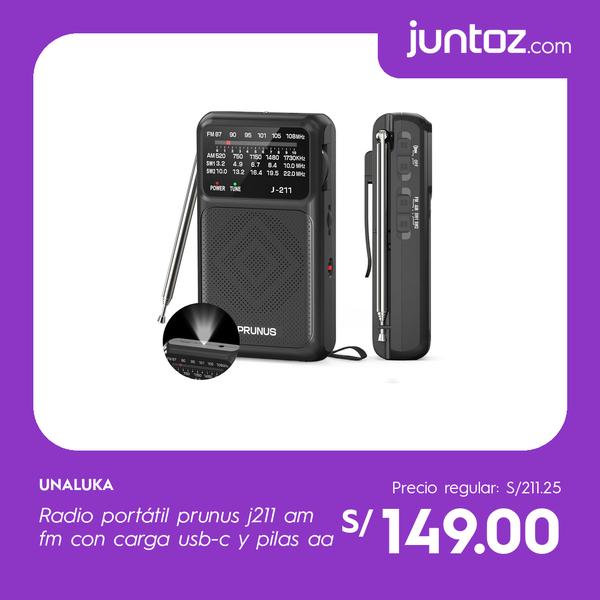 juntoz.com
FM 87 90 95 101 105 108MHz
AM 520 750 1150 1480 1730KHz
SW1 3.2 4.9 6.7 8.4 10.0 MHz
SW2 10.0 13.2 16.4 19.5 22.0 MHz
POWER TUNE J-211
PRUNUS
UNALUKA
Radio portátil prunus j211 am
fm con carga usb-c y pilas aa
Precio regular: S/211.25
S/149.00